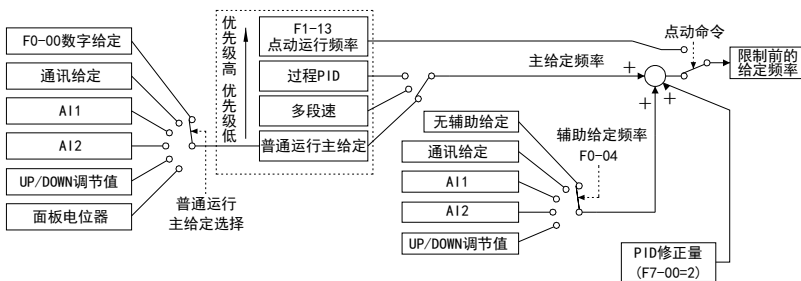 F0-00数字给定
通讯给定
AI1
AI2
UP/DOWN调节值
面板电位器
普通运行
主给定选择
优先级高
优先级低
F1-13
点动运行频率
过程PID
多段速
普通运行主给定
主给定频率
点动命令
限制前的
给定频率
无辅助给定
通讯给定
AI1
AI2
UP/DOWN调节值
辅助给定频率
F0-04
PID修正量
(F7-00=2)
+
+
+